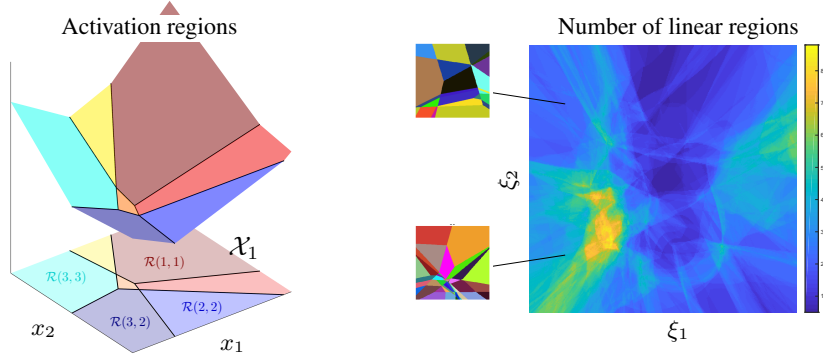 Activation regions
𝒳₁
ℛ(3,3)
ℛ(1,1)
ℛ(3,2)
ℛ(2,2)
x₂
x₁
Number of linear regions
ξ₂
ξ₁